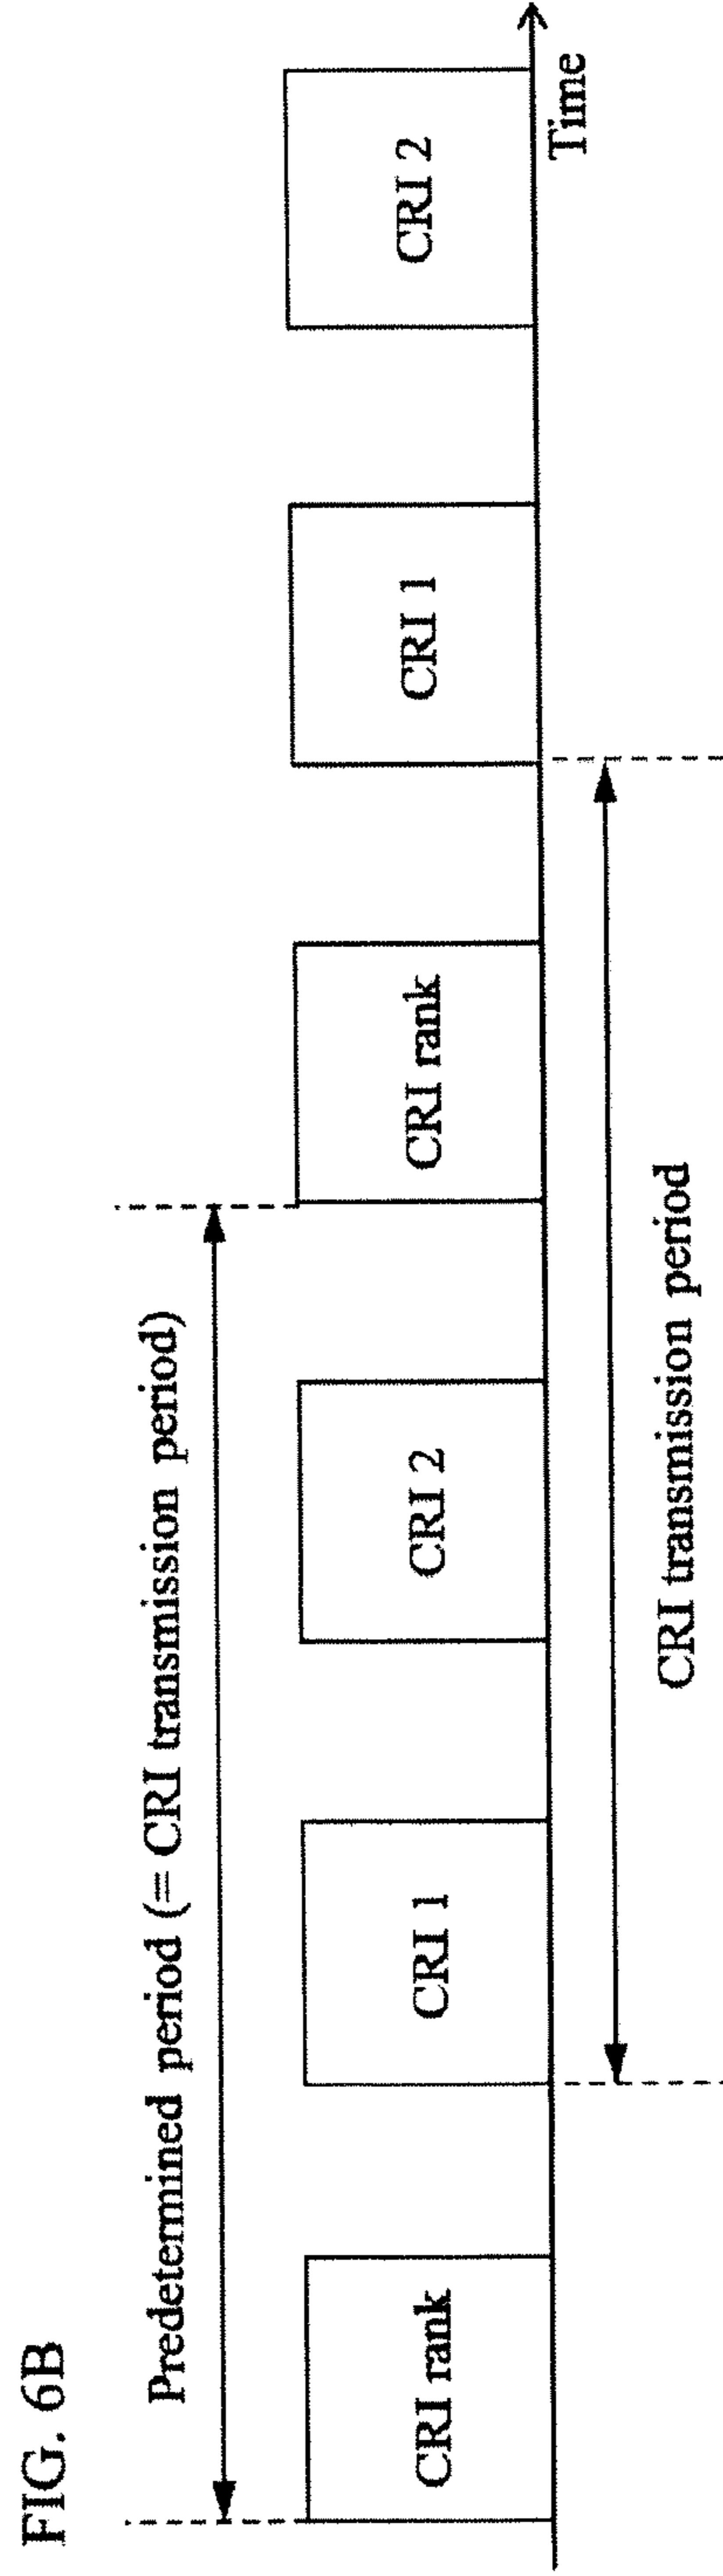 FIG. 6B
Predetermined period (= CRI transmission period)
CRI rank
CRI 1
CRI 2
CRI rank
CRI 1
CRI 2
Time
CRI transmission period